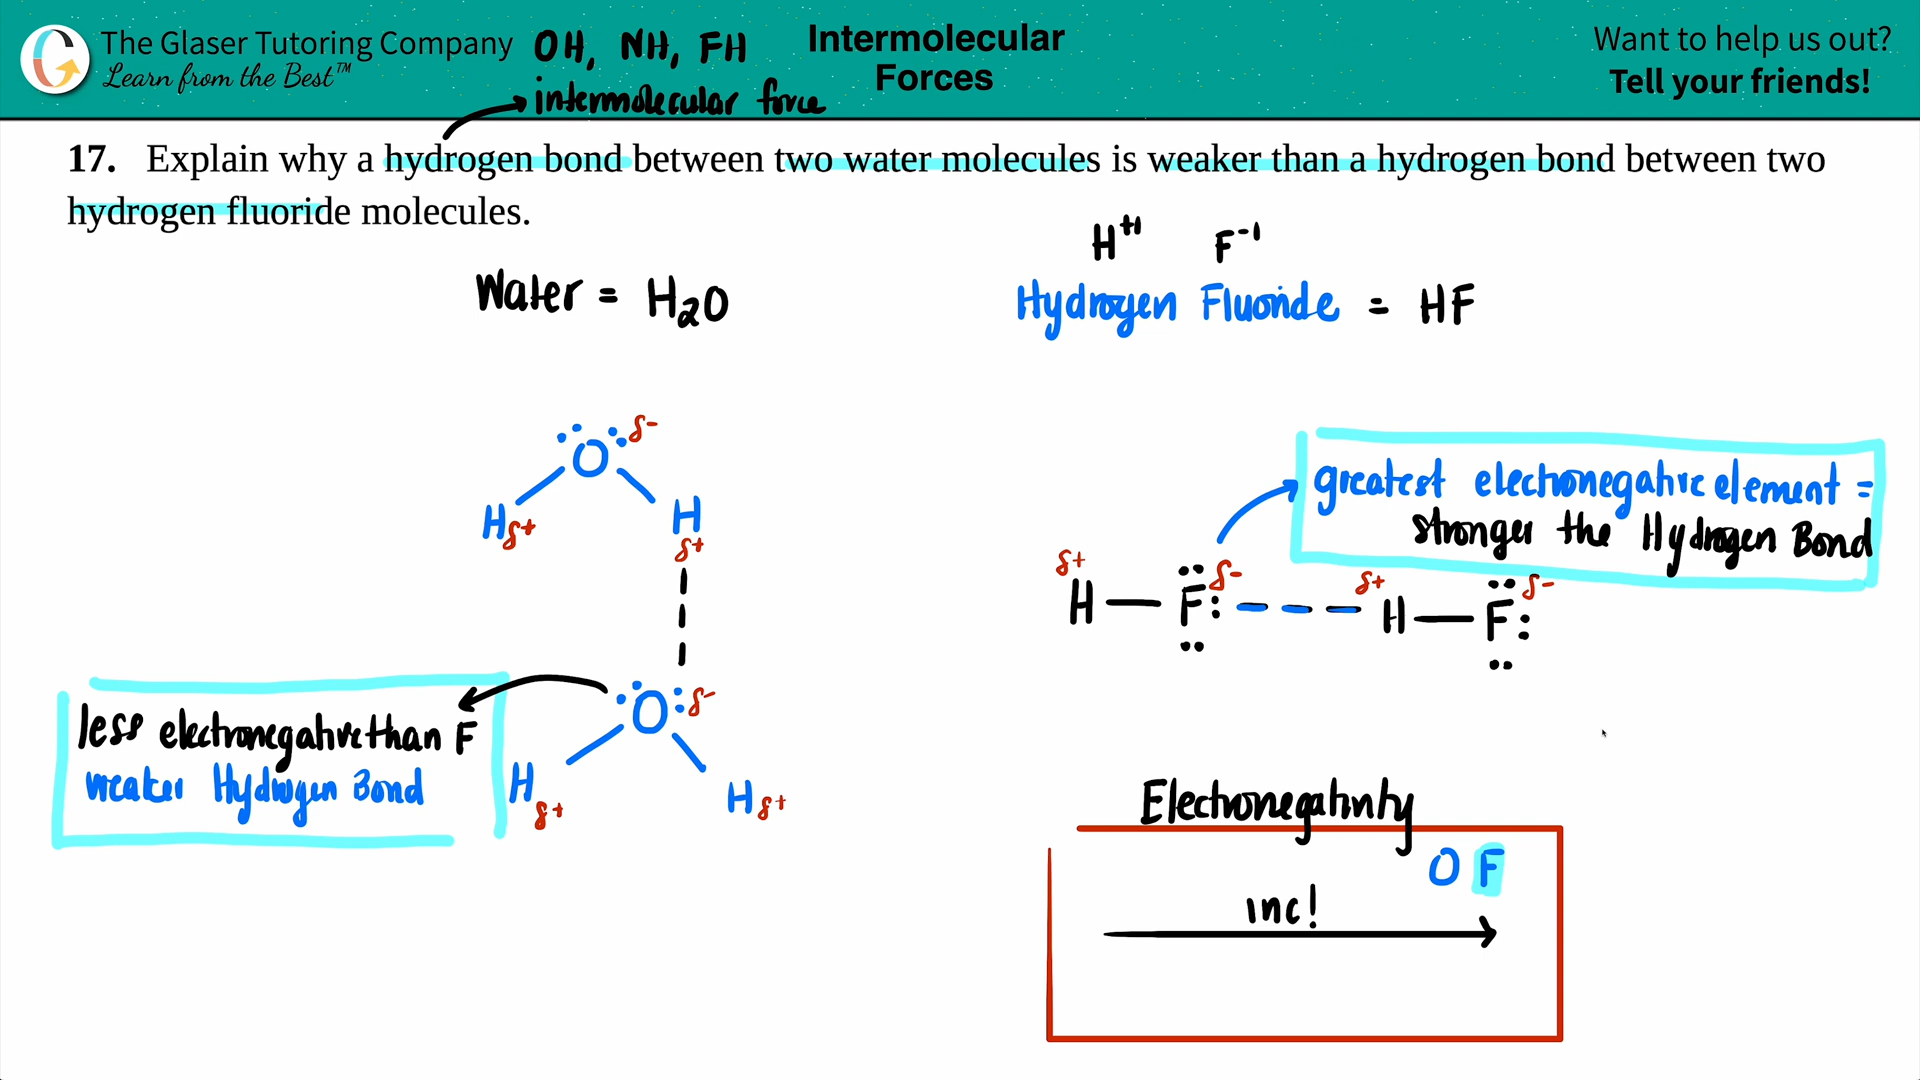 The Glaser Tutoring Company
Learn from the Best™
OH, NH, FH
intermolecular force
Intermolecular
Forces
Want to help us out?
Tell your friends!
17. Explain why a hydrogen bond between two water molecules is weaker than a hydrogen bond between two
hydrogen fluoride molecules.
H+1 F-1
Water = H2O
Hydrogen Fluoride = HF
O δ-
H δ+ H δ+
greatest electronegative element =
stronger the Hydrogen Bond
δ+ δ- δ+ δ-
H F H F
O δ-
less electronegative than F
weaker Hydrogen Bond
H δ+ H δ+
Electronegativity
O F
inc!